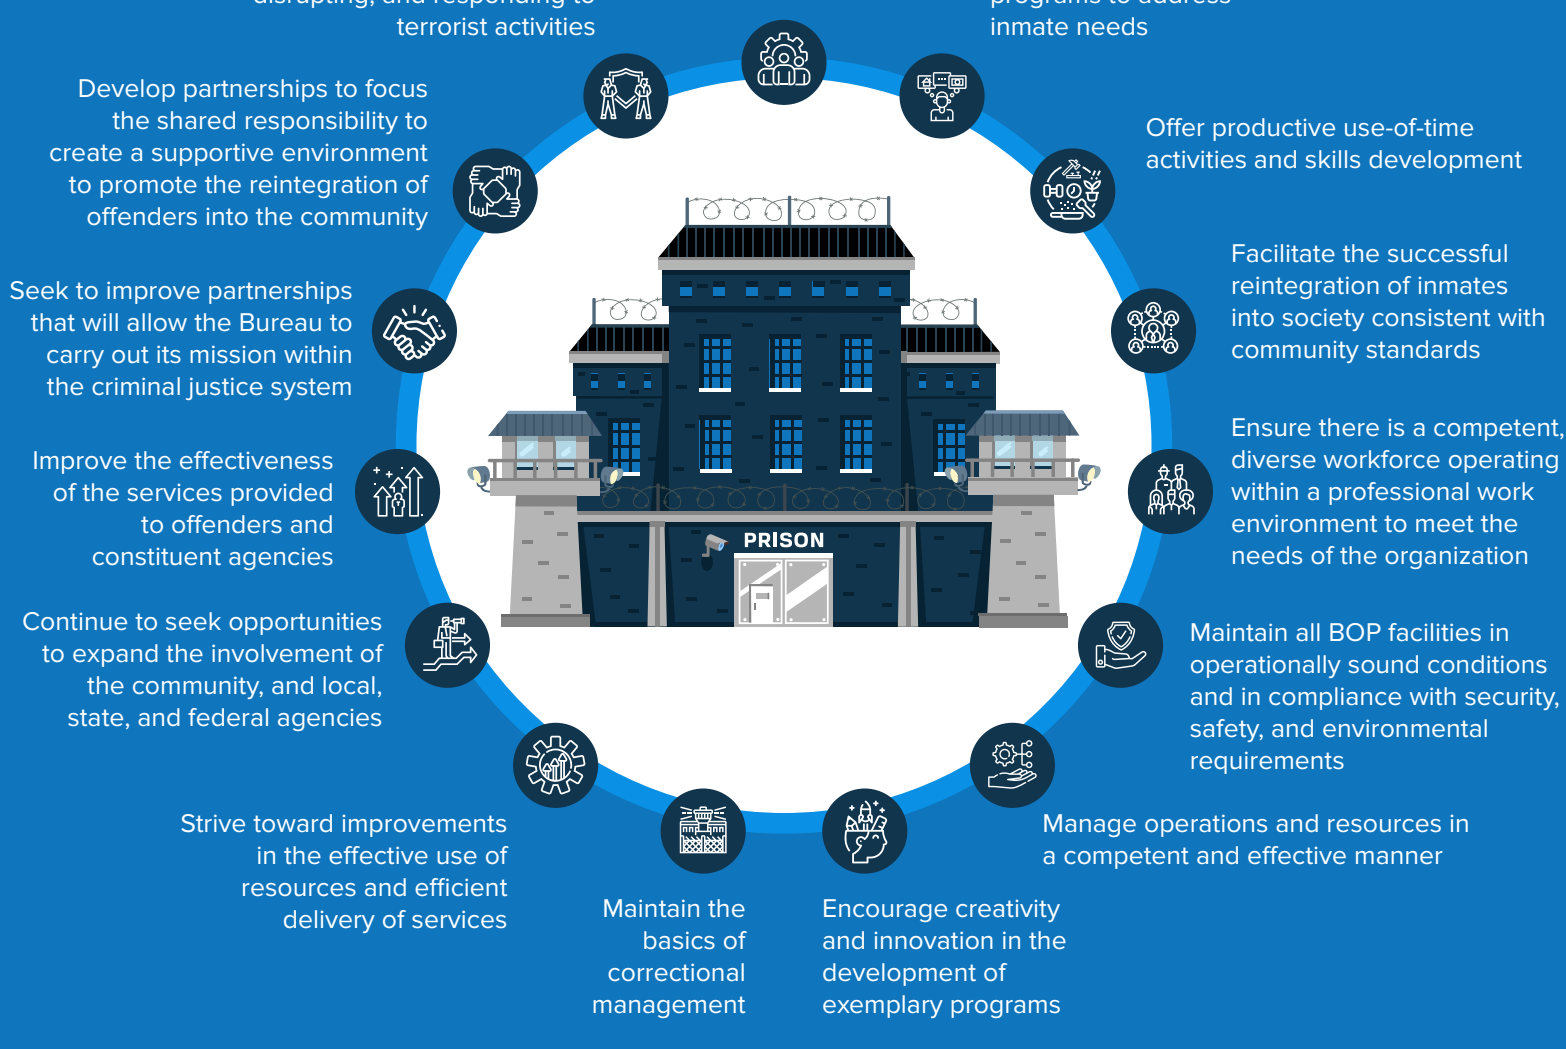 disrupting, and responding to
terrorist activities
programs to address
inmate needs
Develop partnerships to focus
the shared responsibility to
create a supportive environment
to promote the reintegration of
offenders into the community
Offer productive use-of-time
activities and skills development
Seek to improve partnerships
that will allow the Bureau to
carry out its mission within
the criminal justice system
Facilitate the successful
reintegration of inmates
into society consistent with
community standards
Improve the effectiveness
of the services provided
to offenders and
constituent agencies
Ensure there is a competent,
diverse workforce operating
within a professional work
environment to meet the
needs of the organization
PRISON
Continue to seek opportunities
to expand the involvement of
the community, and local,
state, and federal agencies
Maintain all BOP facilities in
operationally sound conditions
and in compliance with security,
safety, and environmental
requirements
Strive toward improvements
in the effective use of
resources and efficient
delivery of services
Manage operations and resources in
a competent and effective manner
Maintain the
basics of
correctional
management
Encourage creativity
and innovation in the
development of
exemplary programs